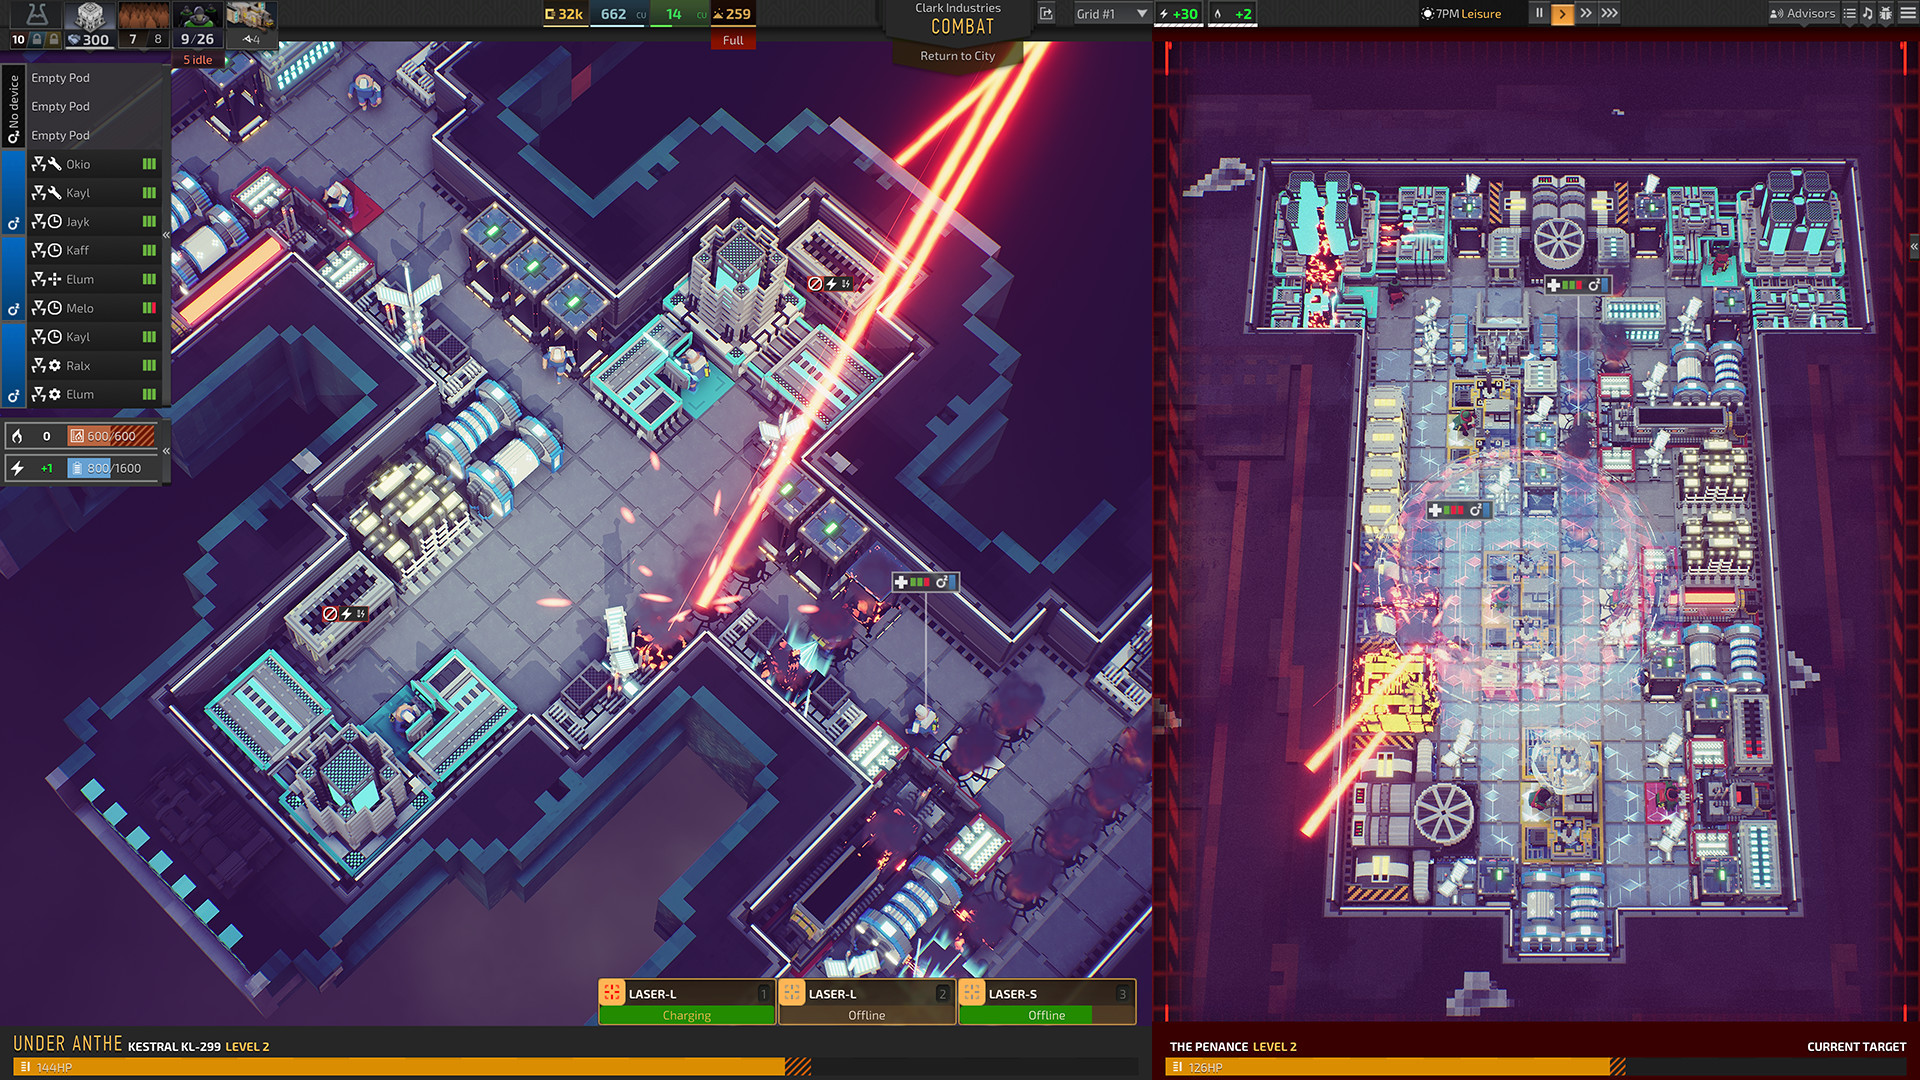 10
300
7 8
9/26
4
5 idle
32k
662 CU
14 CU
259
Full
Clark Industries
COMBAT
Return to City
Grid #1
+30
+2
7PM Leisure
Advisors
No device
Empty Pod
Empty Pod
Empty Pod
Okio
Kayl
Jayk
Kaff
Elum
Melo
Kayl
Ralx
Elum
0 600/600
+1 800/1600
LASER-L 1
Charging
LASER-L 2
Offline
LASER-S 3
Offline
UNDER ANTHE KESTRAL KL-299 LEVEL 2
144HP
THE PENANCE LEVEL 2
CURRENT TARGET
126HP